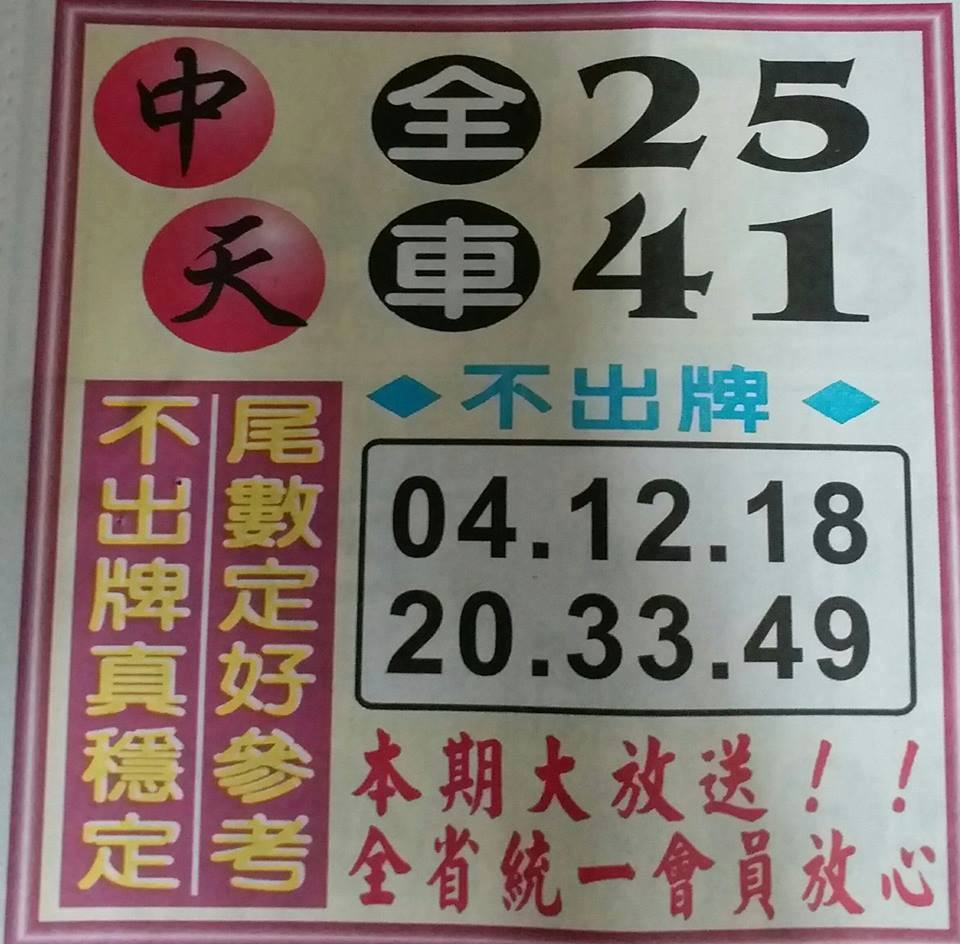 中天
全車
25
41
不出牌
04.12.18
20.33.49
尾數定好參考
不出牌真穩定
本期大放送！！
全省統一會員放心